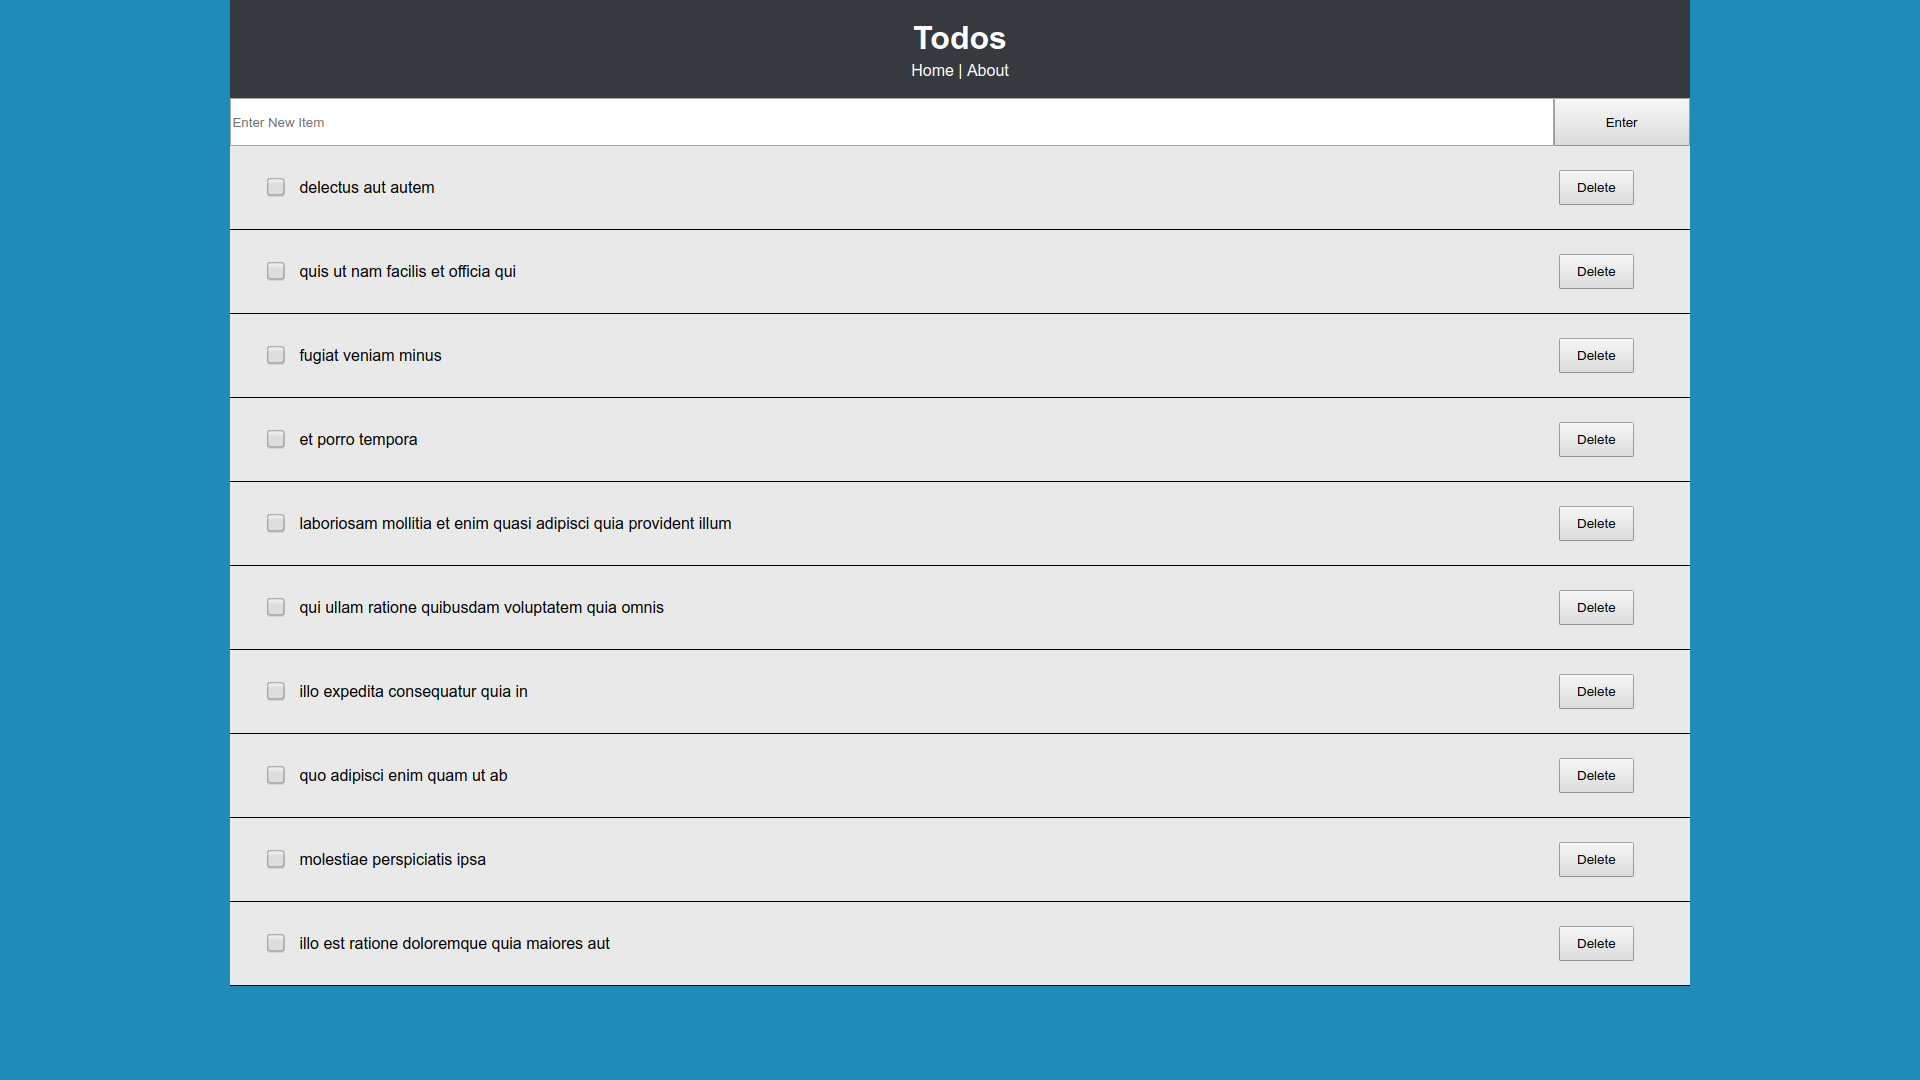 Todos
Home | About
Enter New Item Enter
delectus aut autem Delete
quis ut nam facilis et officia qui Delete
fugiat veniam minus Delete
et porro tempora Delete
laboriosam mollitia et enim quasi adipisci quia provident illum Delete
qui ullam ratione quibusdam voluptatem quia omnis Delete
illo expedita consequatur quia in Delete
quo adipisci enim quam ut ab Delete
molestiae perspiciatis ipsa Delete
illo est ratione doloremque quia maiores aut Delete